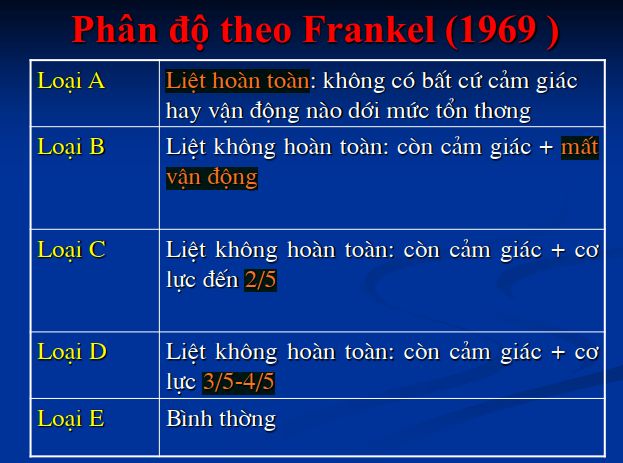 Phân độ theo Frankel (1969 )
Loại A
Liệt hoàn toàn: không có bất cứ cảm giác
hay vận động nào dới mức tổn thơng
Loại B
Liệt không hoàn toàn: còn cảm giác + mất
vận động
Loại C
Liệt không hoàn toàn: còn cảm giác + cơ
lực đến 2/5
Loại D
Liệt không hoàn toàn: còn cảm giác + cơ
lực 3/5-4/5
Loại E
Bình thờng